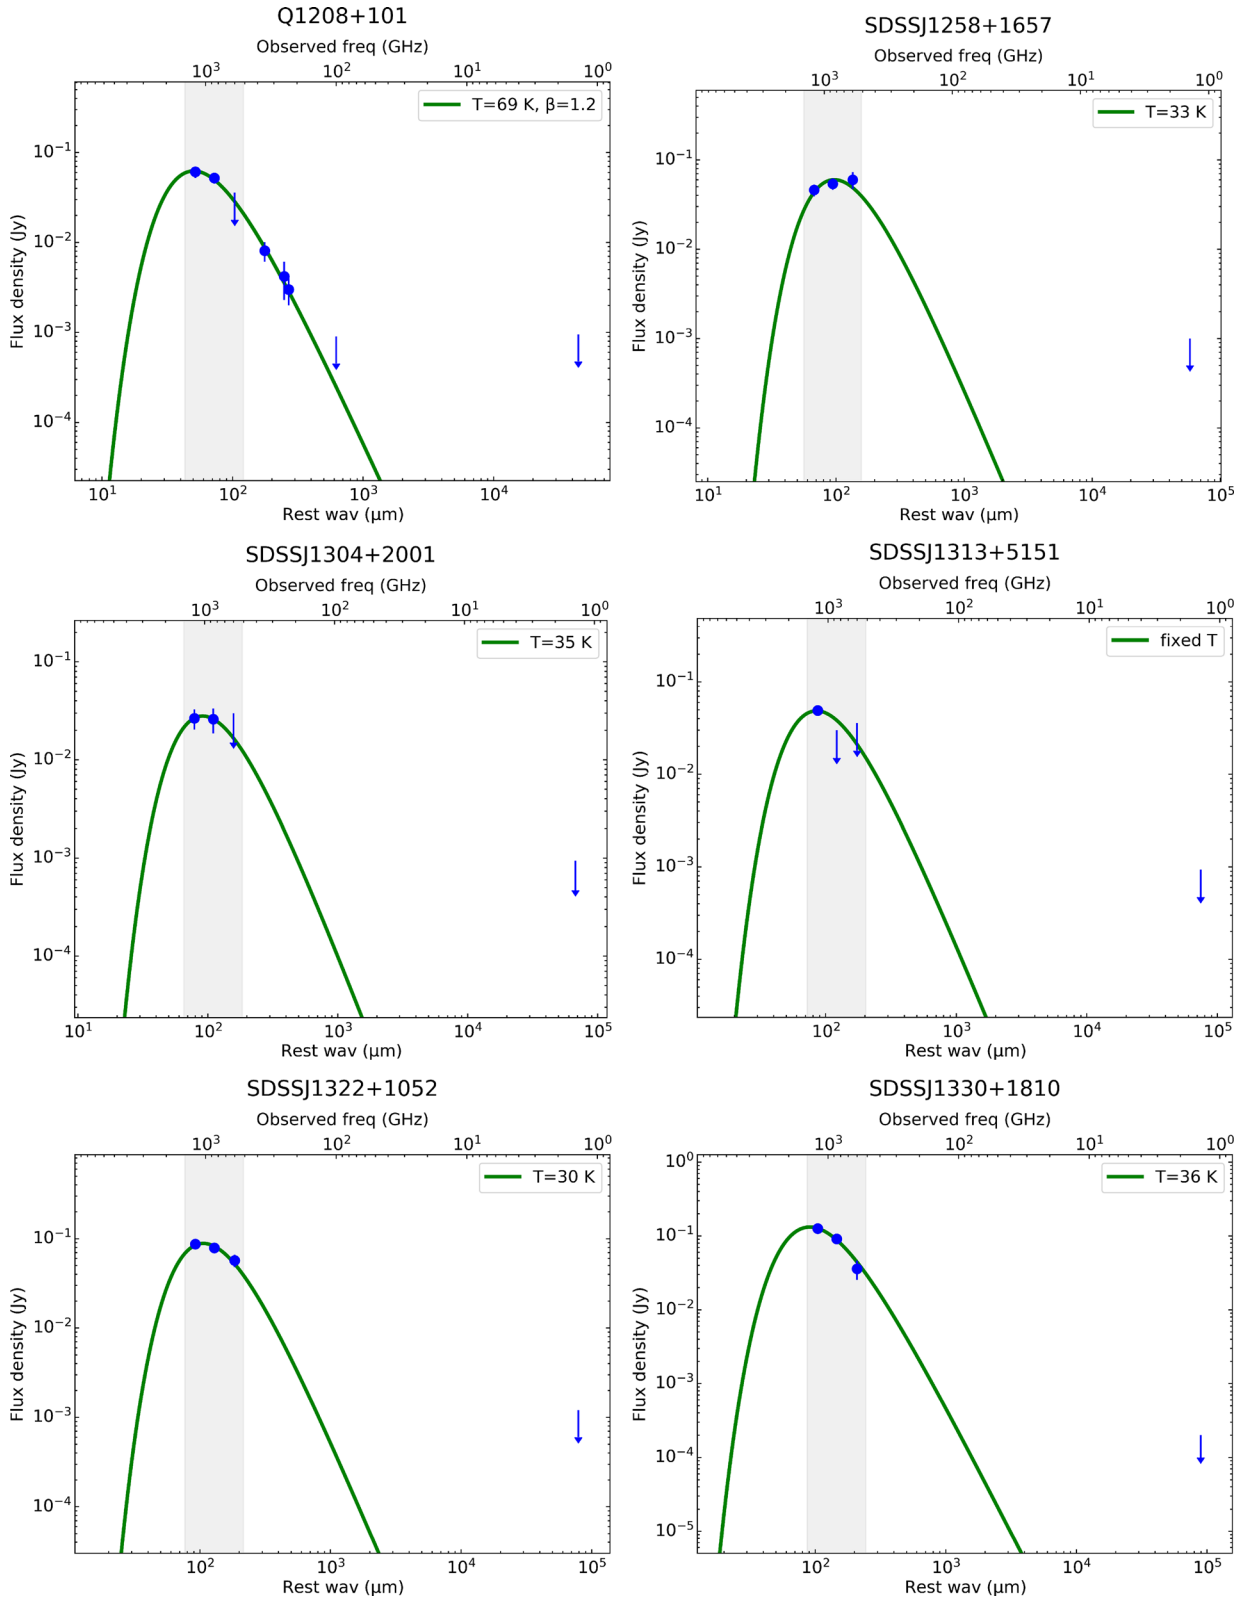 Q1208+101
Observed freq (GHz)
10³ 10² 10¹ 10⁰
T=69 K, β=1.2
Flux density (Jy)
10⁻¹
10⁻²
10⁻³
10⁻⁴
10¹ 10² 10³ 10⁴
Rest wav (μm)
SDSSJ1258+1657
Observed freq (GHz)
10³ 10² 10¹ 10⁰
T=33 K
Flux density (Jy)
10⁻¹
10⁻²
10⁻³
10⁻⁴
10¹ 10² 10³ 10⁴ 10⁵
Rest wav (μm)
SDSSJ1304+2001
Observed freq (GHz)
10³ 10² 10¹ 10⁰
T=35 K
Flux density (Jy)
10⁻¹
10⁻²
10⁻³
10⁻⁴
10¹ 10² 10³ 10⁴ 10⁵
Rest wav (μm)
SDSSJ1313+5151
Observed freq (GHz)
10³ 10² 10¹ 10⁰
fixed T
Flux density (Jy)
10⁻¹
10⁻²
10⁻³
10⁻⁴
10² 10³ 10⁴ 10⁵
Rest wav (μm)
SDSSJ1322+1052
Observed freq (GHz)
10³ 10² 10¹ 10⁰
T=30 K
Flux density (Jy)
10⁻¹
10⁻²
10⁻³
10⁻⁴
10² 10³ 10⁴ 10⁵
Rest wav (μm)
SDSSJ1330+1810
Observed freq (GHz)
10³ 10² 10¹ 10⁰
T=36 K
Flux density (Jy)
10⁰
10⁻¹
10⁻²
10⁻³
10⁻⁴
10⁻⁵
10² 10³ 10⁴ 10⁵
Rest wav (μm)